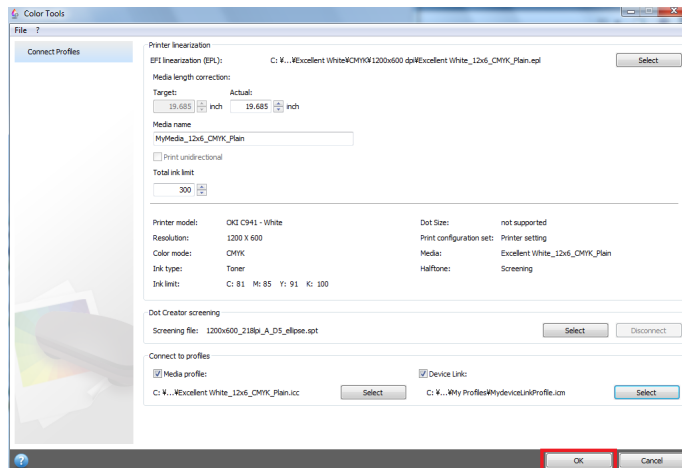 Color Tools
File ?
Connect Profiles
Printer linearization
EFI linearization (EPL): C: ¥...¥Excellent White¥CMYK¥1200x600 dpi¥Excellent White_12x6_CMYK_Plain.epl Select
Media length correction:
Target: Actual:
19.685 inch 19.685 inch
Media name
MyMedia_12x6_CMYK_Plain
Print unidirectional
Total ink limit
300
Printer model: OKI C941 - White Dot Size: not supported
Resolution: 1200 X 600 Print configuration set: Printer setting
Color mode: CMYK Media: Excellent White_12x6_CMYK_Plain
Ink type: Toner Halftone: Screening
Ink limit: C: 81 M: 85 Y: 91 K: 100
Dot Creator screening
Screening file: 1200x600_218lpi_A_D5_ellipse.spt Select Disconnect
Connect to profiles
Media profile: Device Link:
C: ¥...¥Excellent White_12x6_CMYK_Plain.icc Select C: ¥...¥My Profiles¥MydeviceLinkProfile.icm Select
? OK Cancel